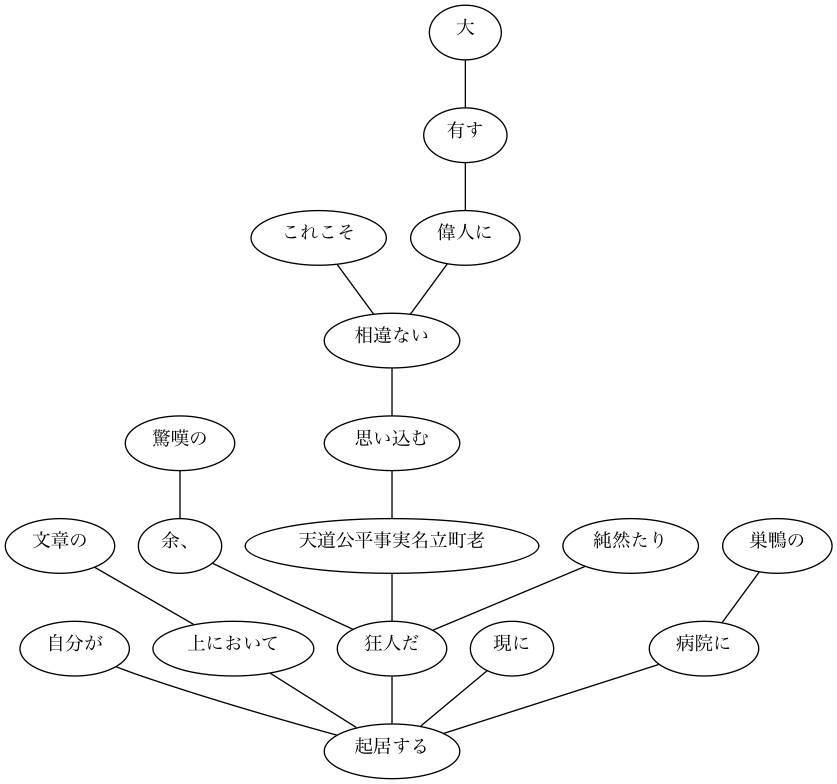 大
有す
これこそ
偉人に
相違ない
驚嘆の
思い込む
文章の
余、
天道公平事実名立町老
純然たり
巣鴨の
自分が
上において
狂人だ
現に
病院に
起居する